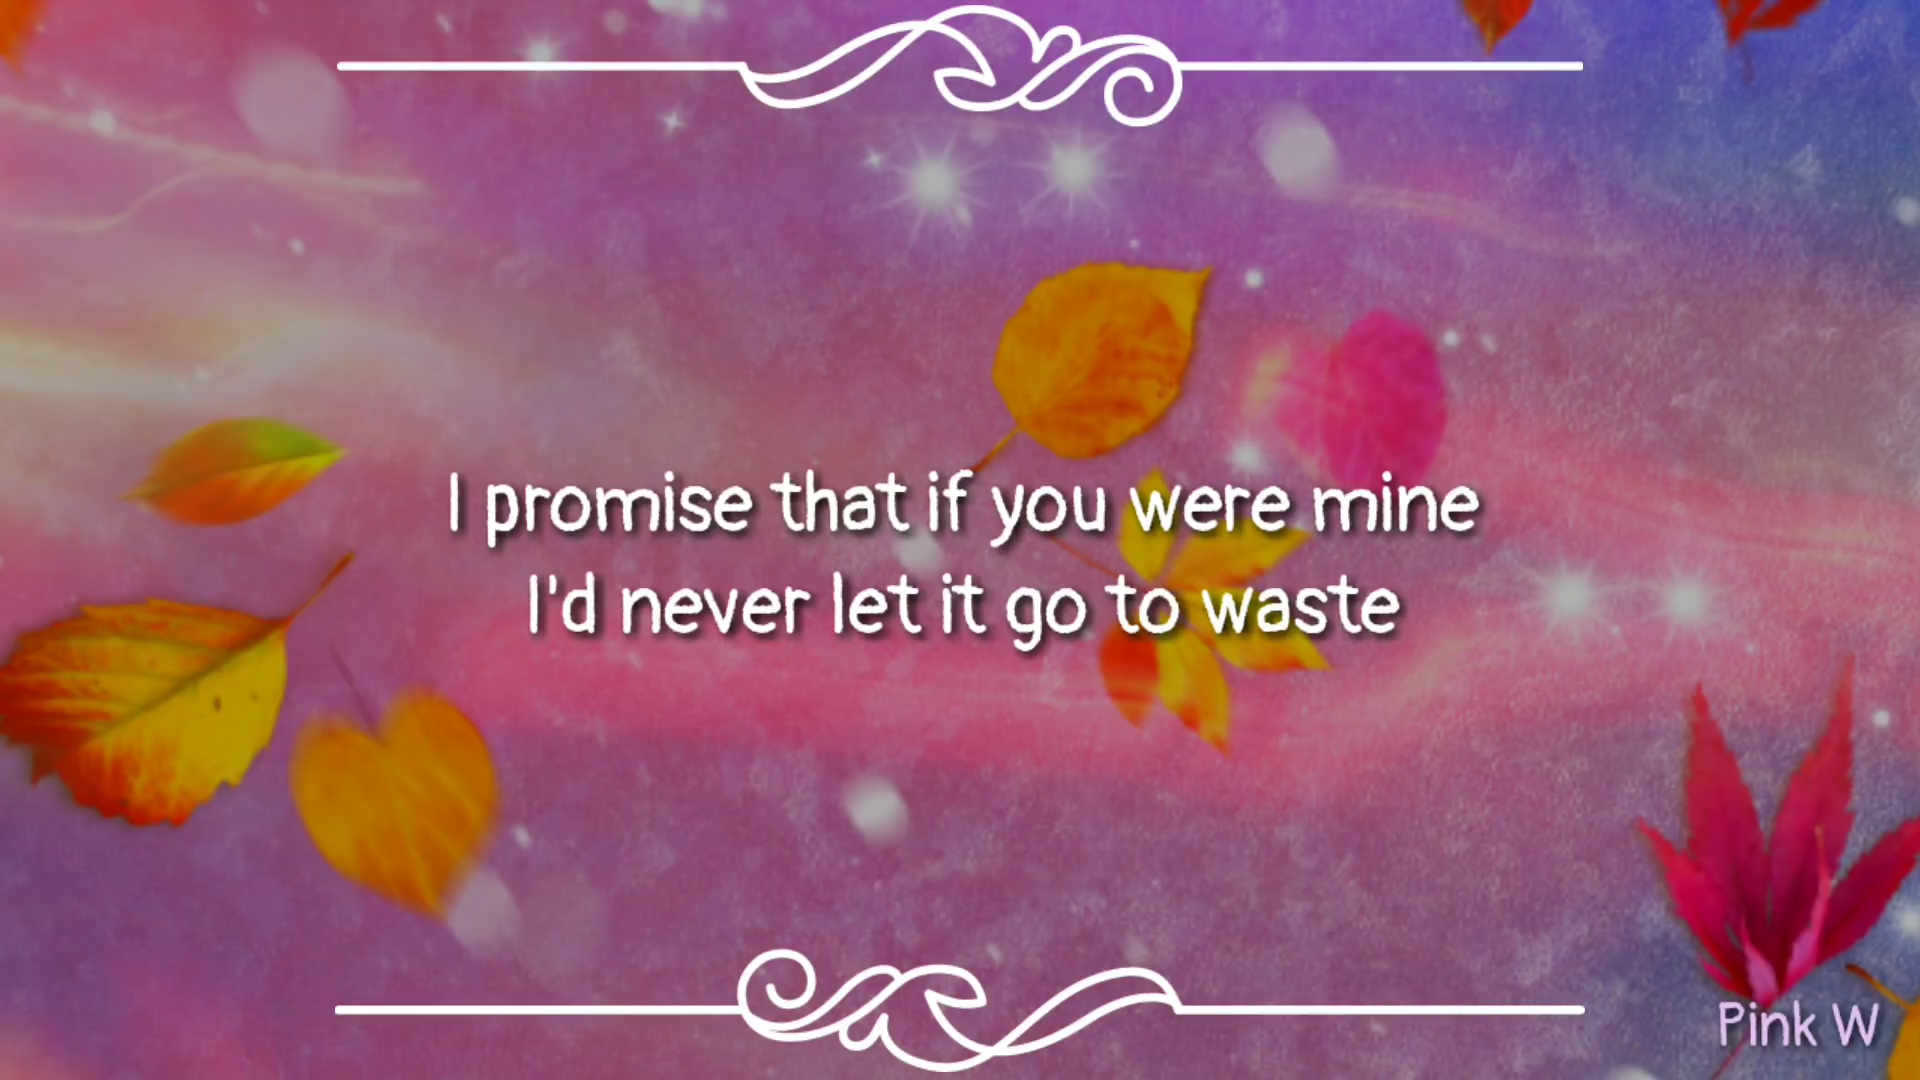 I promise that if you were mine
I'd never let it go to waste
Pink W